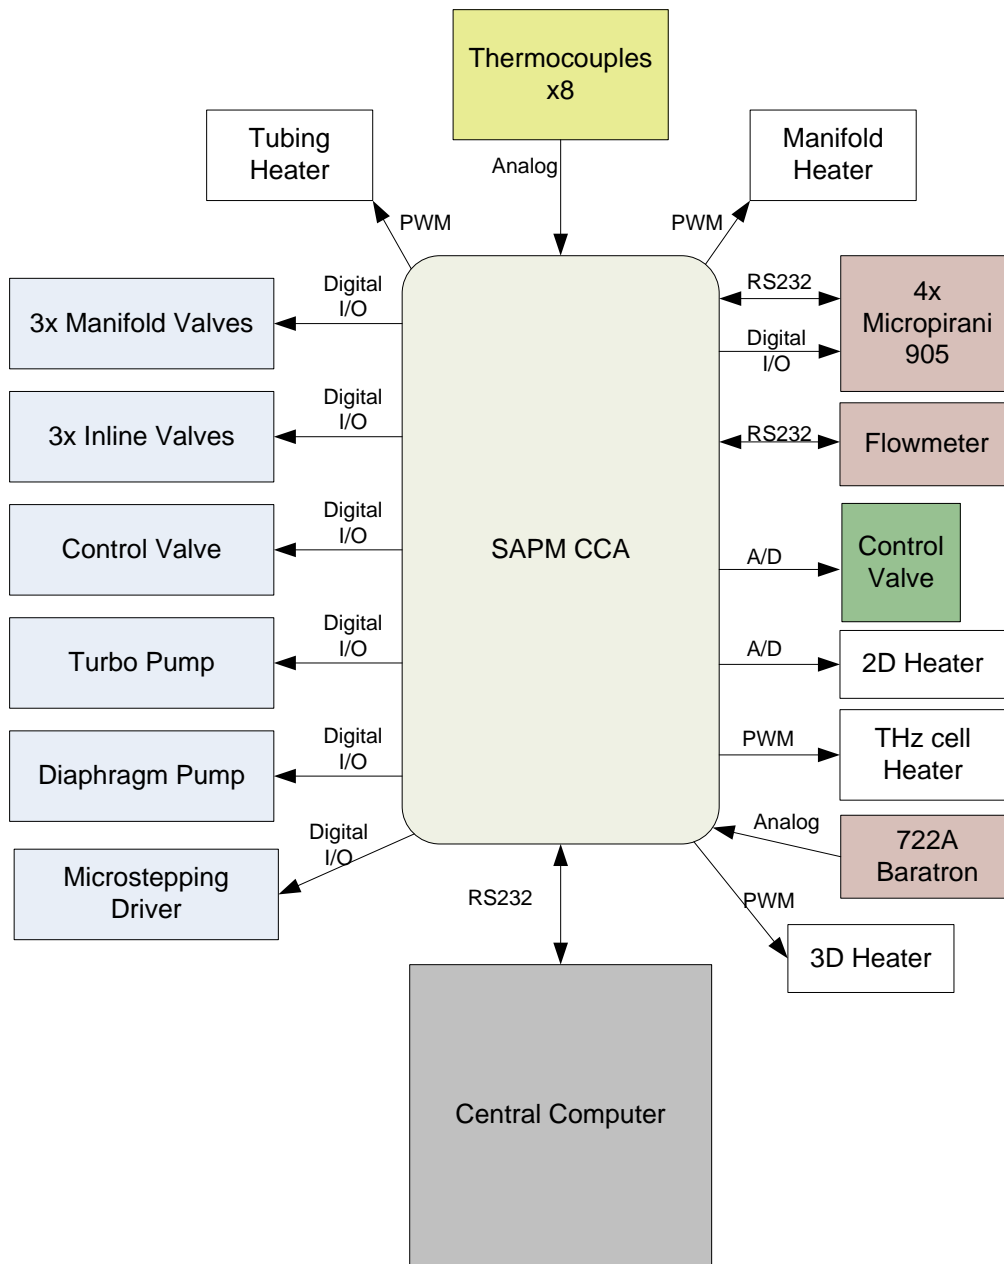 Thermocouples
x8
Tubing
Heater
Manifold
Heater
Analog
PWM
PWM
Digital
I/O
3x Manifold Valves
RS232
4x
Micropirani
905
Digital
I/O
Digital
I/O
3x Inline Valves
RS232
Flowmeter
Digital
I/O
Control Valve
SAPM CCA
A/D
Control
Valve
Digital
I/O
Turbo Pump
A/D
2D Heater
Digital
I/O
Diaphragm Pump
PWM
THz cell
Heater
Digital
I/O
Microstepping
Driver
Analog
722A
Baratron
RS232
PWM
3D Heater
Central Computer